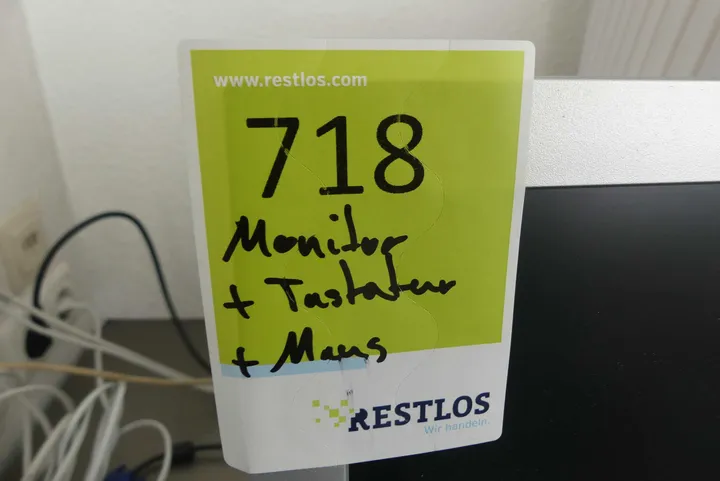 www.restlos.com
718
Monitor
+ Tastatur
+ Maus
RESTLOS
Wir handeln.